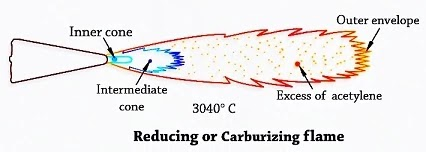 Outer envelope
Inner cone
Intermediate
cone
3040° C
Excess of acetylene
Reducing or Carburizing flame